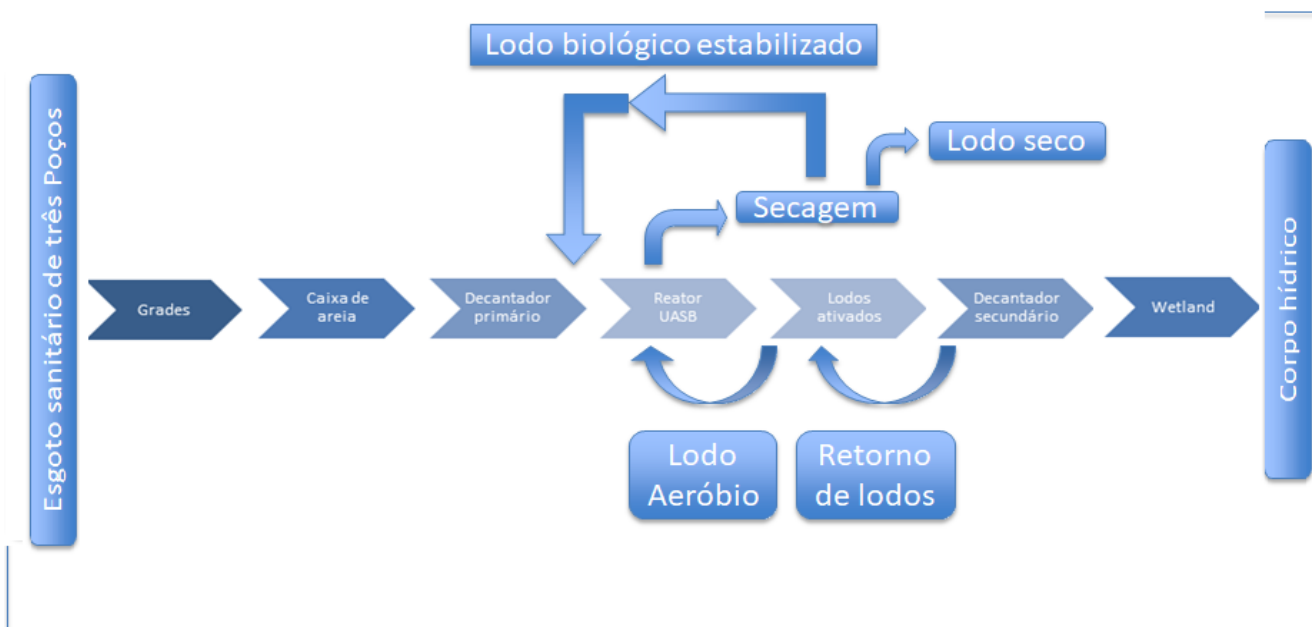 Lodo biológico estabilizado
Esgoto sanitário de três Poços
Lodo seco
Secagem
Grades
Caixa de
areia
Decantador
primário
Reator
UASB
Lodos
ativados
Decantador
secundário
Wetland
Corpo hídrico
Lodo
Aeróbio
Retorno
de lodos